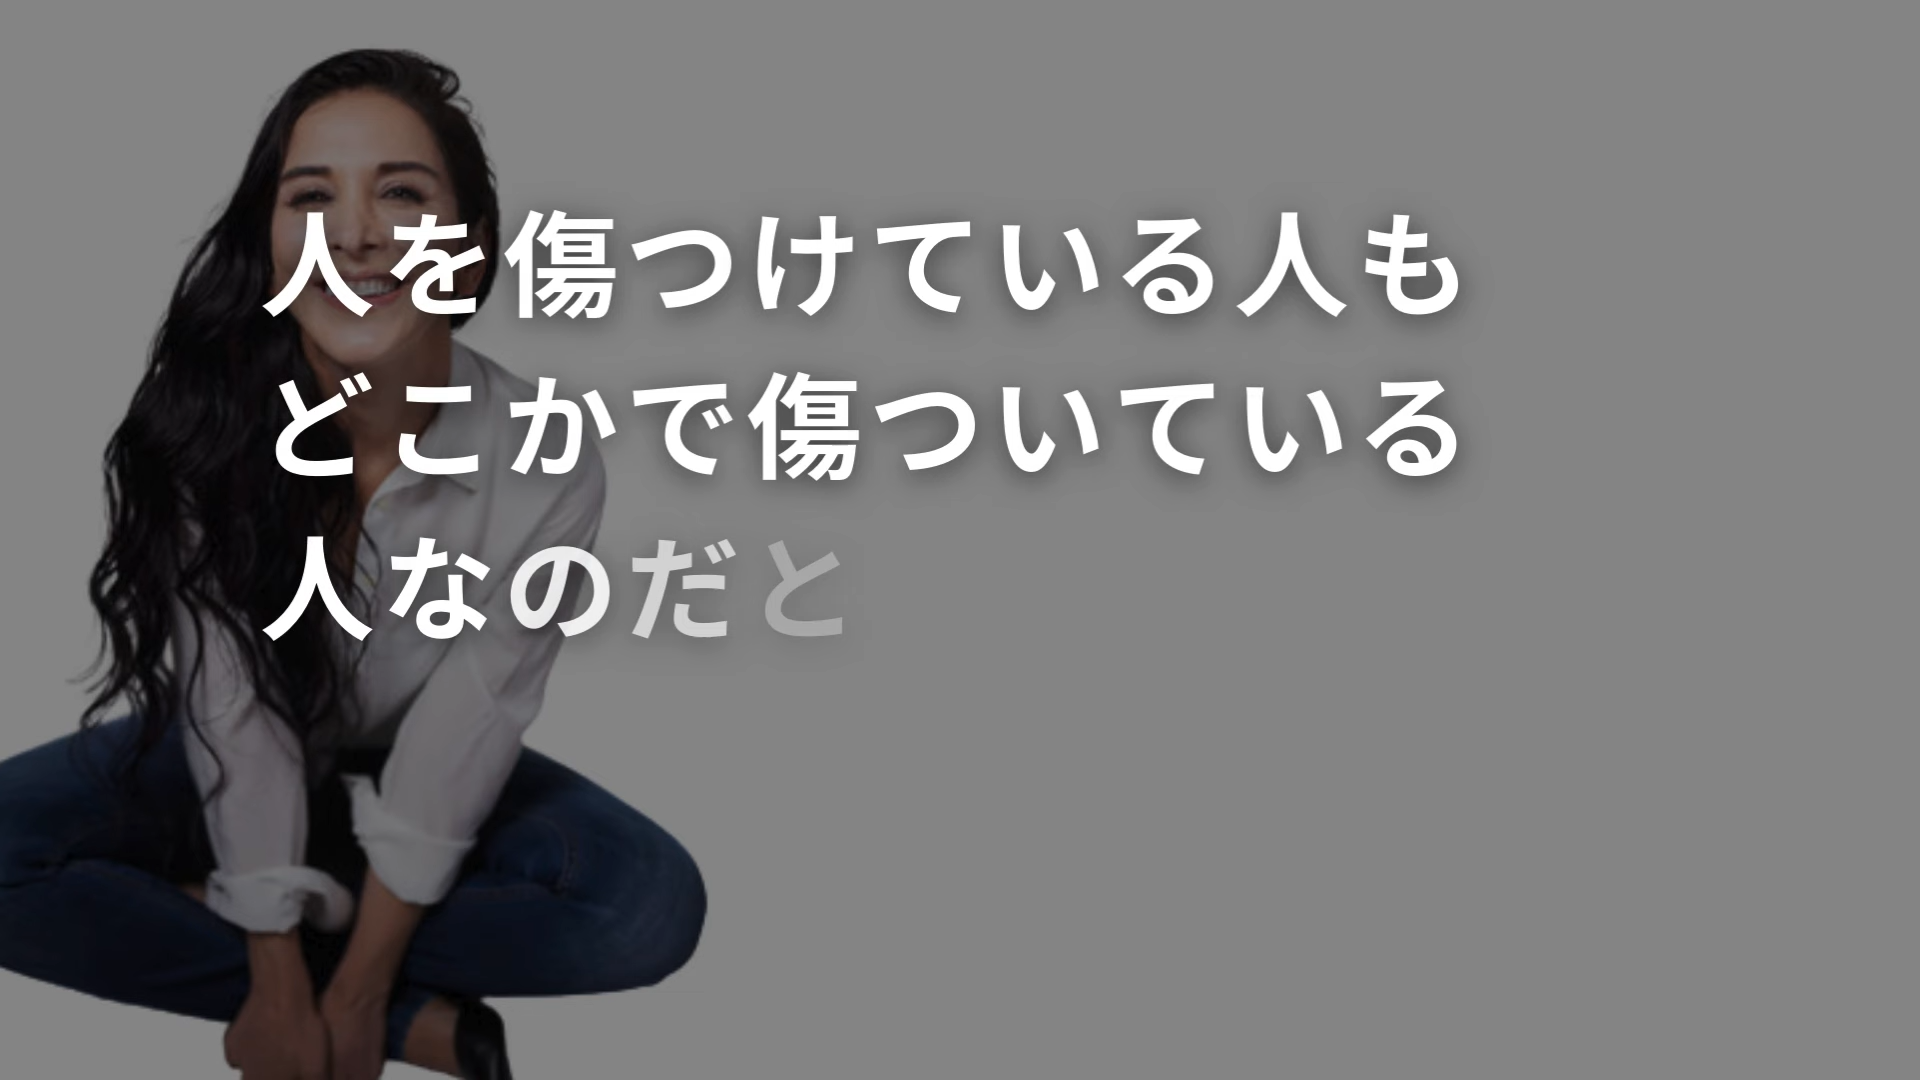 人を傷つけている人も
どこかで傷ついている
人なのだと